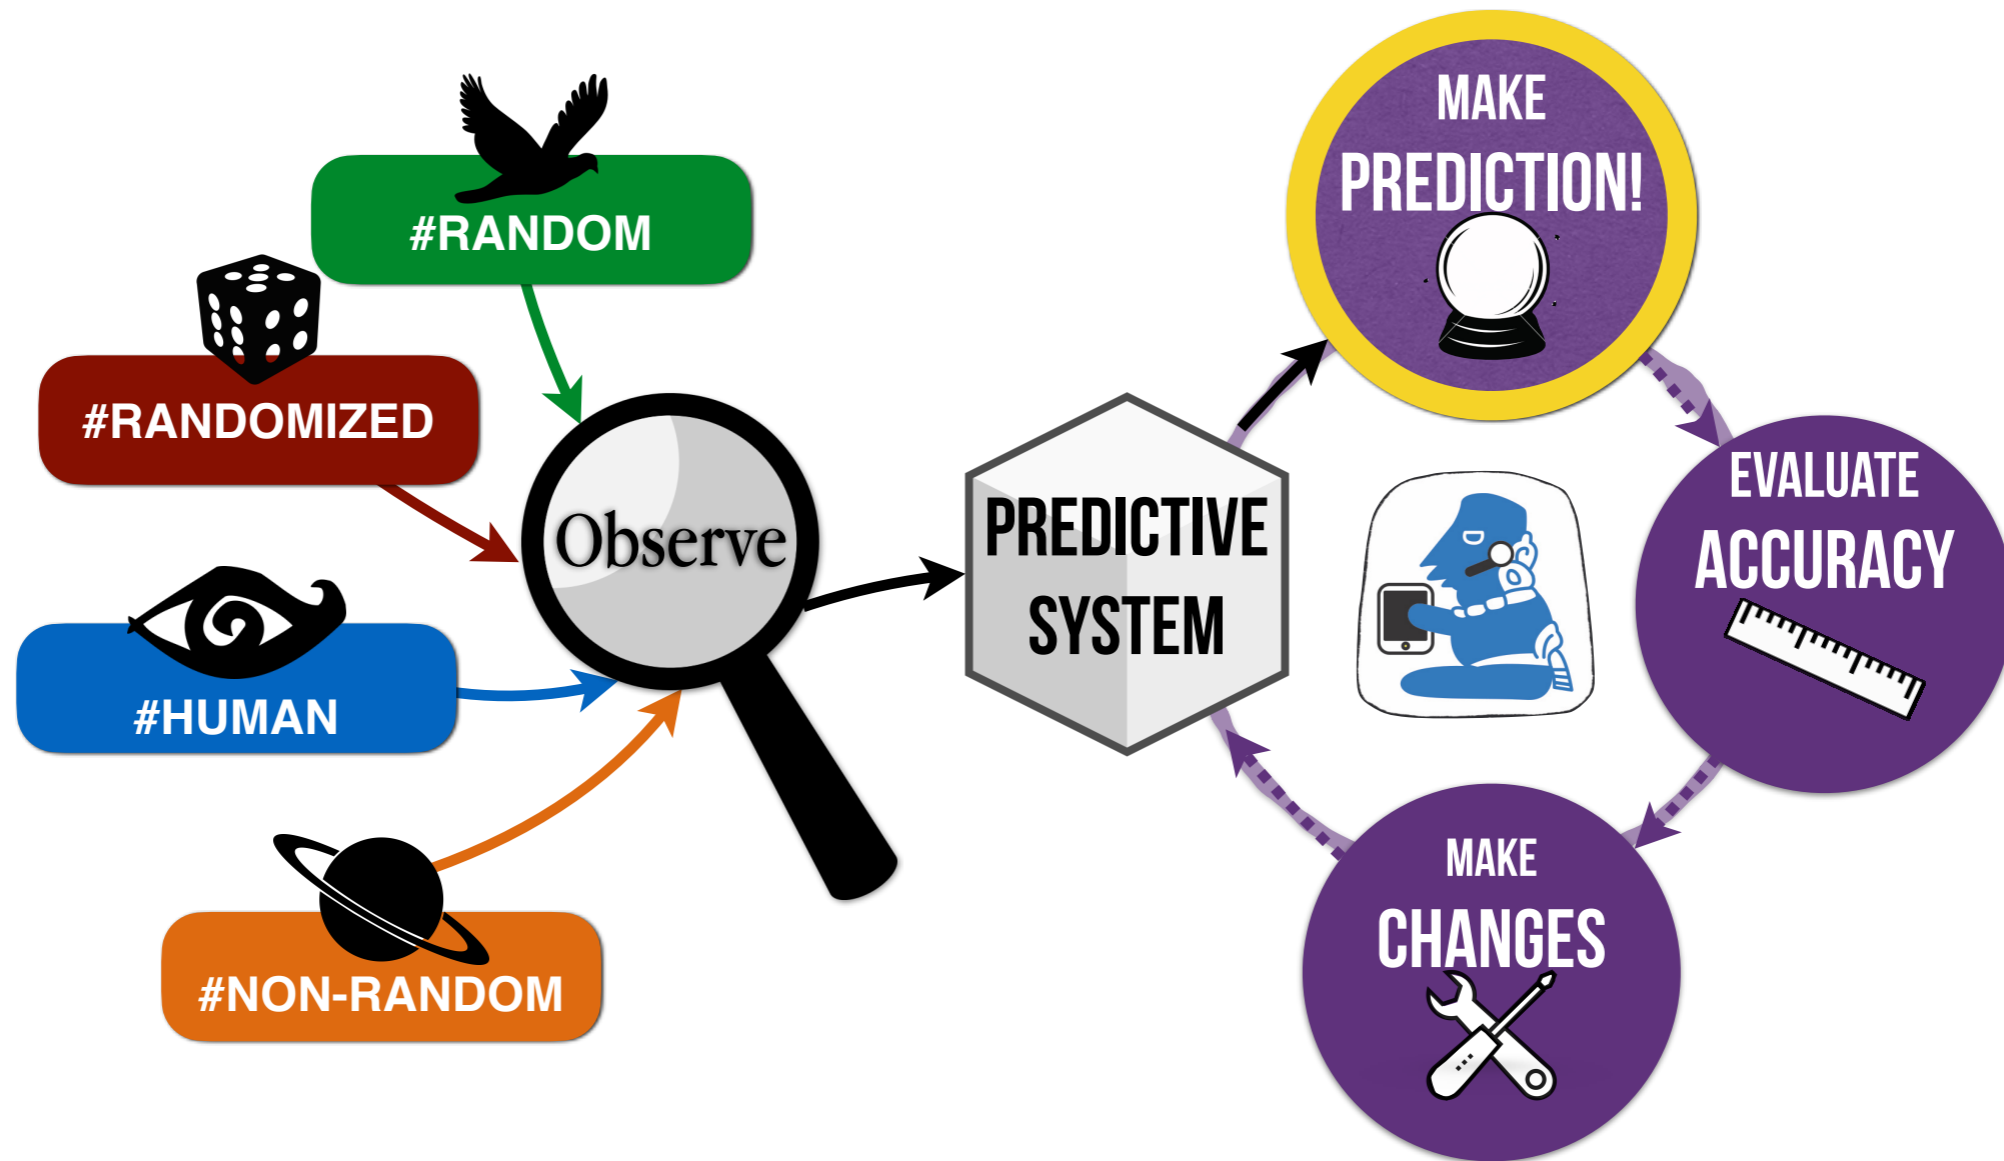 #RANDOM
#RANDOMIZED
#HUMAN
#NON-RANDOM
Observe
PREDICTIVE
SYSTEM
MAKE
PREDICTION!
EVALUATE
ACCURACY
MAKE
CHANGES